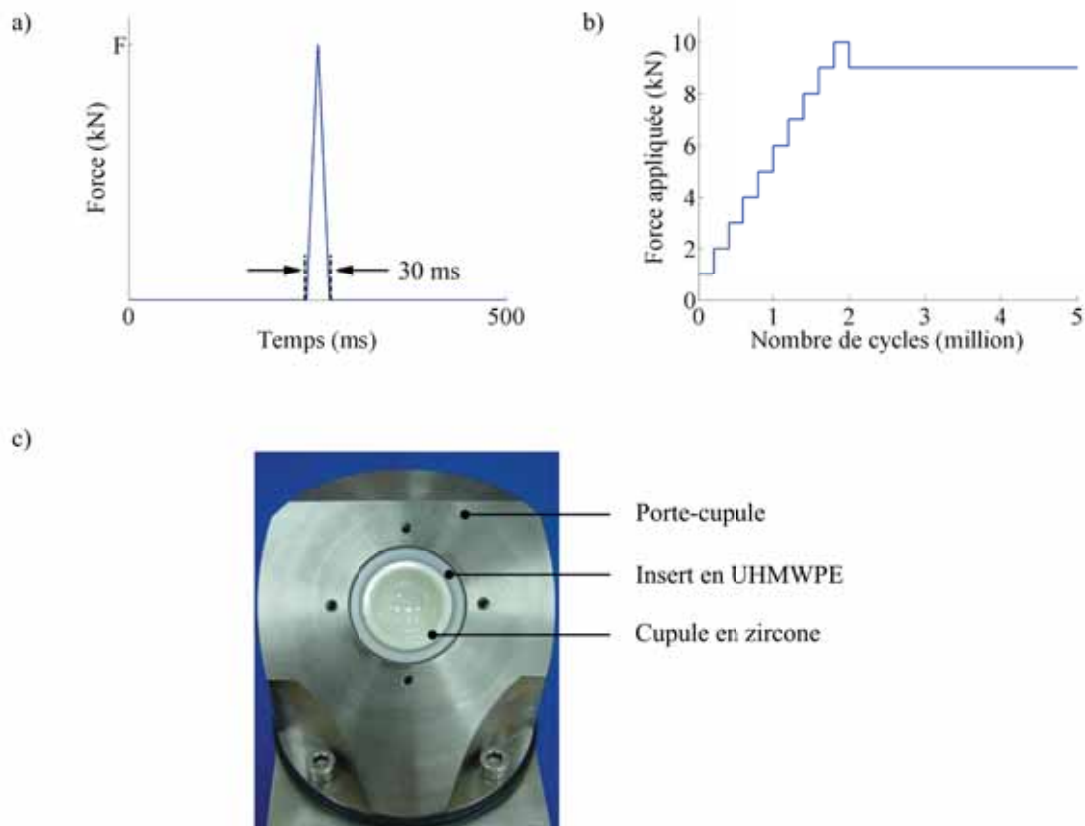 a)
F
Force (kN)
30 ms
0
500
Temps (ms)
b)
10
8
6
4
2
0
Force appliquée (kN)
0 1 2 3 4 5
Nombre de cycles (million)
c)
Porte-cupule
Insert en UHMWPE
Cupule en zircone